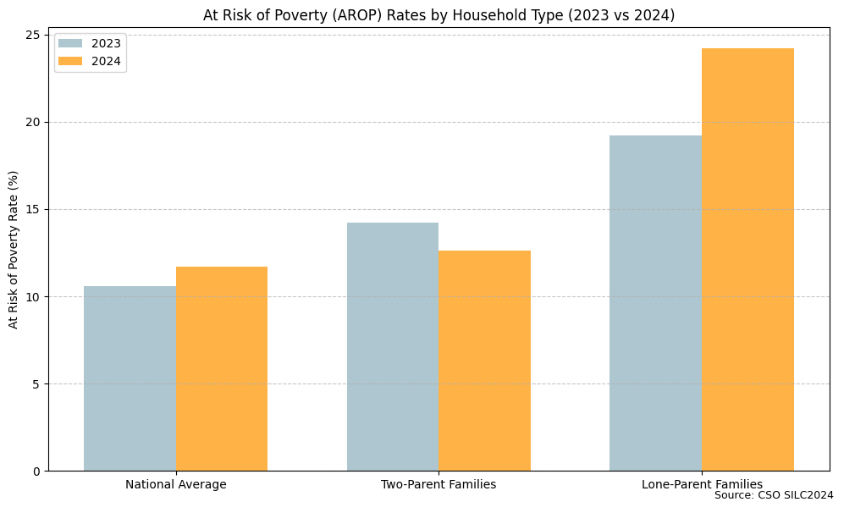 At Risk of Poverty (AROP) Rates by Household Type (2023 vs 2024)
2023
2024
At Risk of Poverty Rate (%)
25
20
15
10
5
0
National Average
Two-Parent Families
Lone-Parent Families
Source: CSO SILC2024